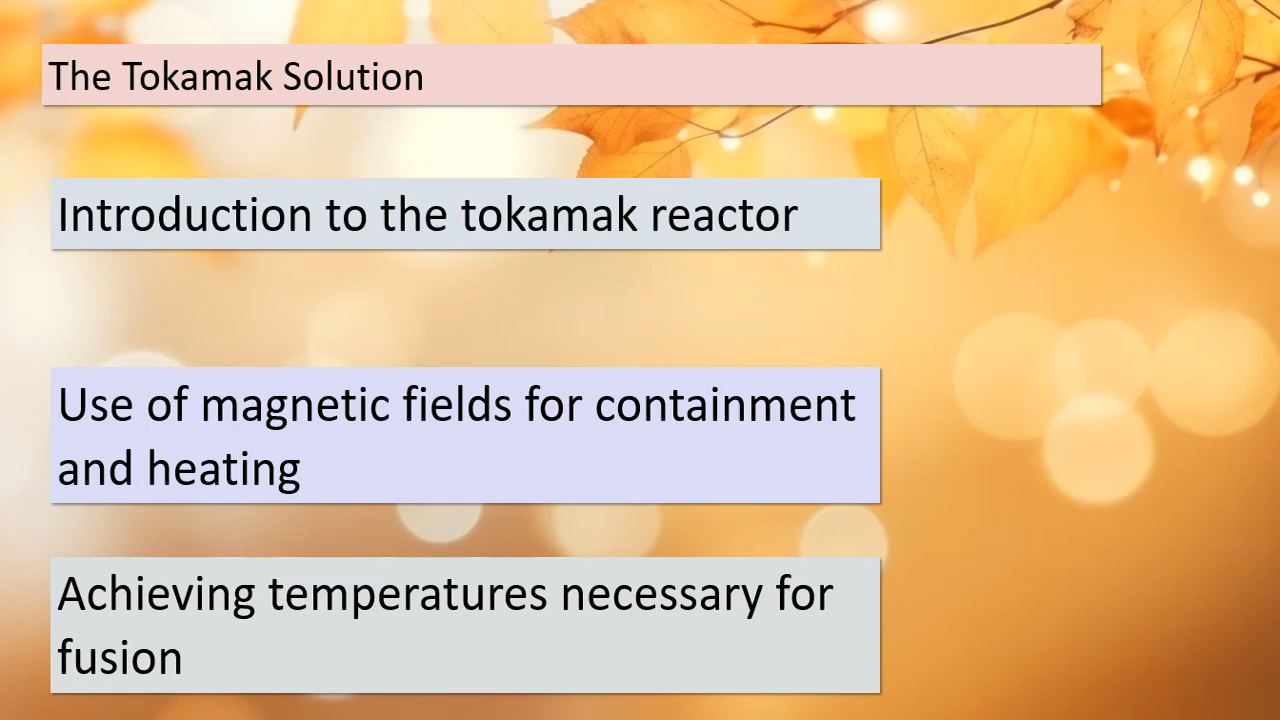 The Tokamak Solution
Introduction to the tokamak reactor
Use of magnetic fields for containment
and heating
Achieving temperatures necessary for
fusion